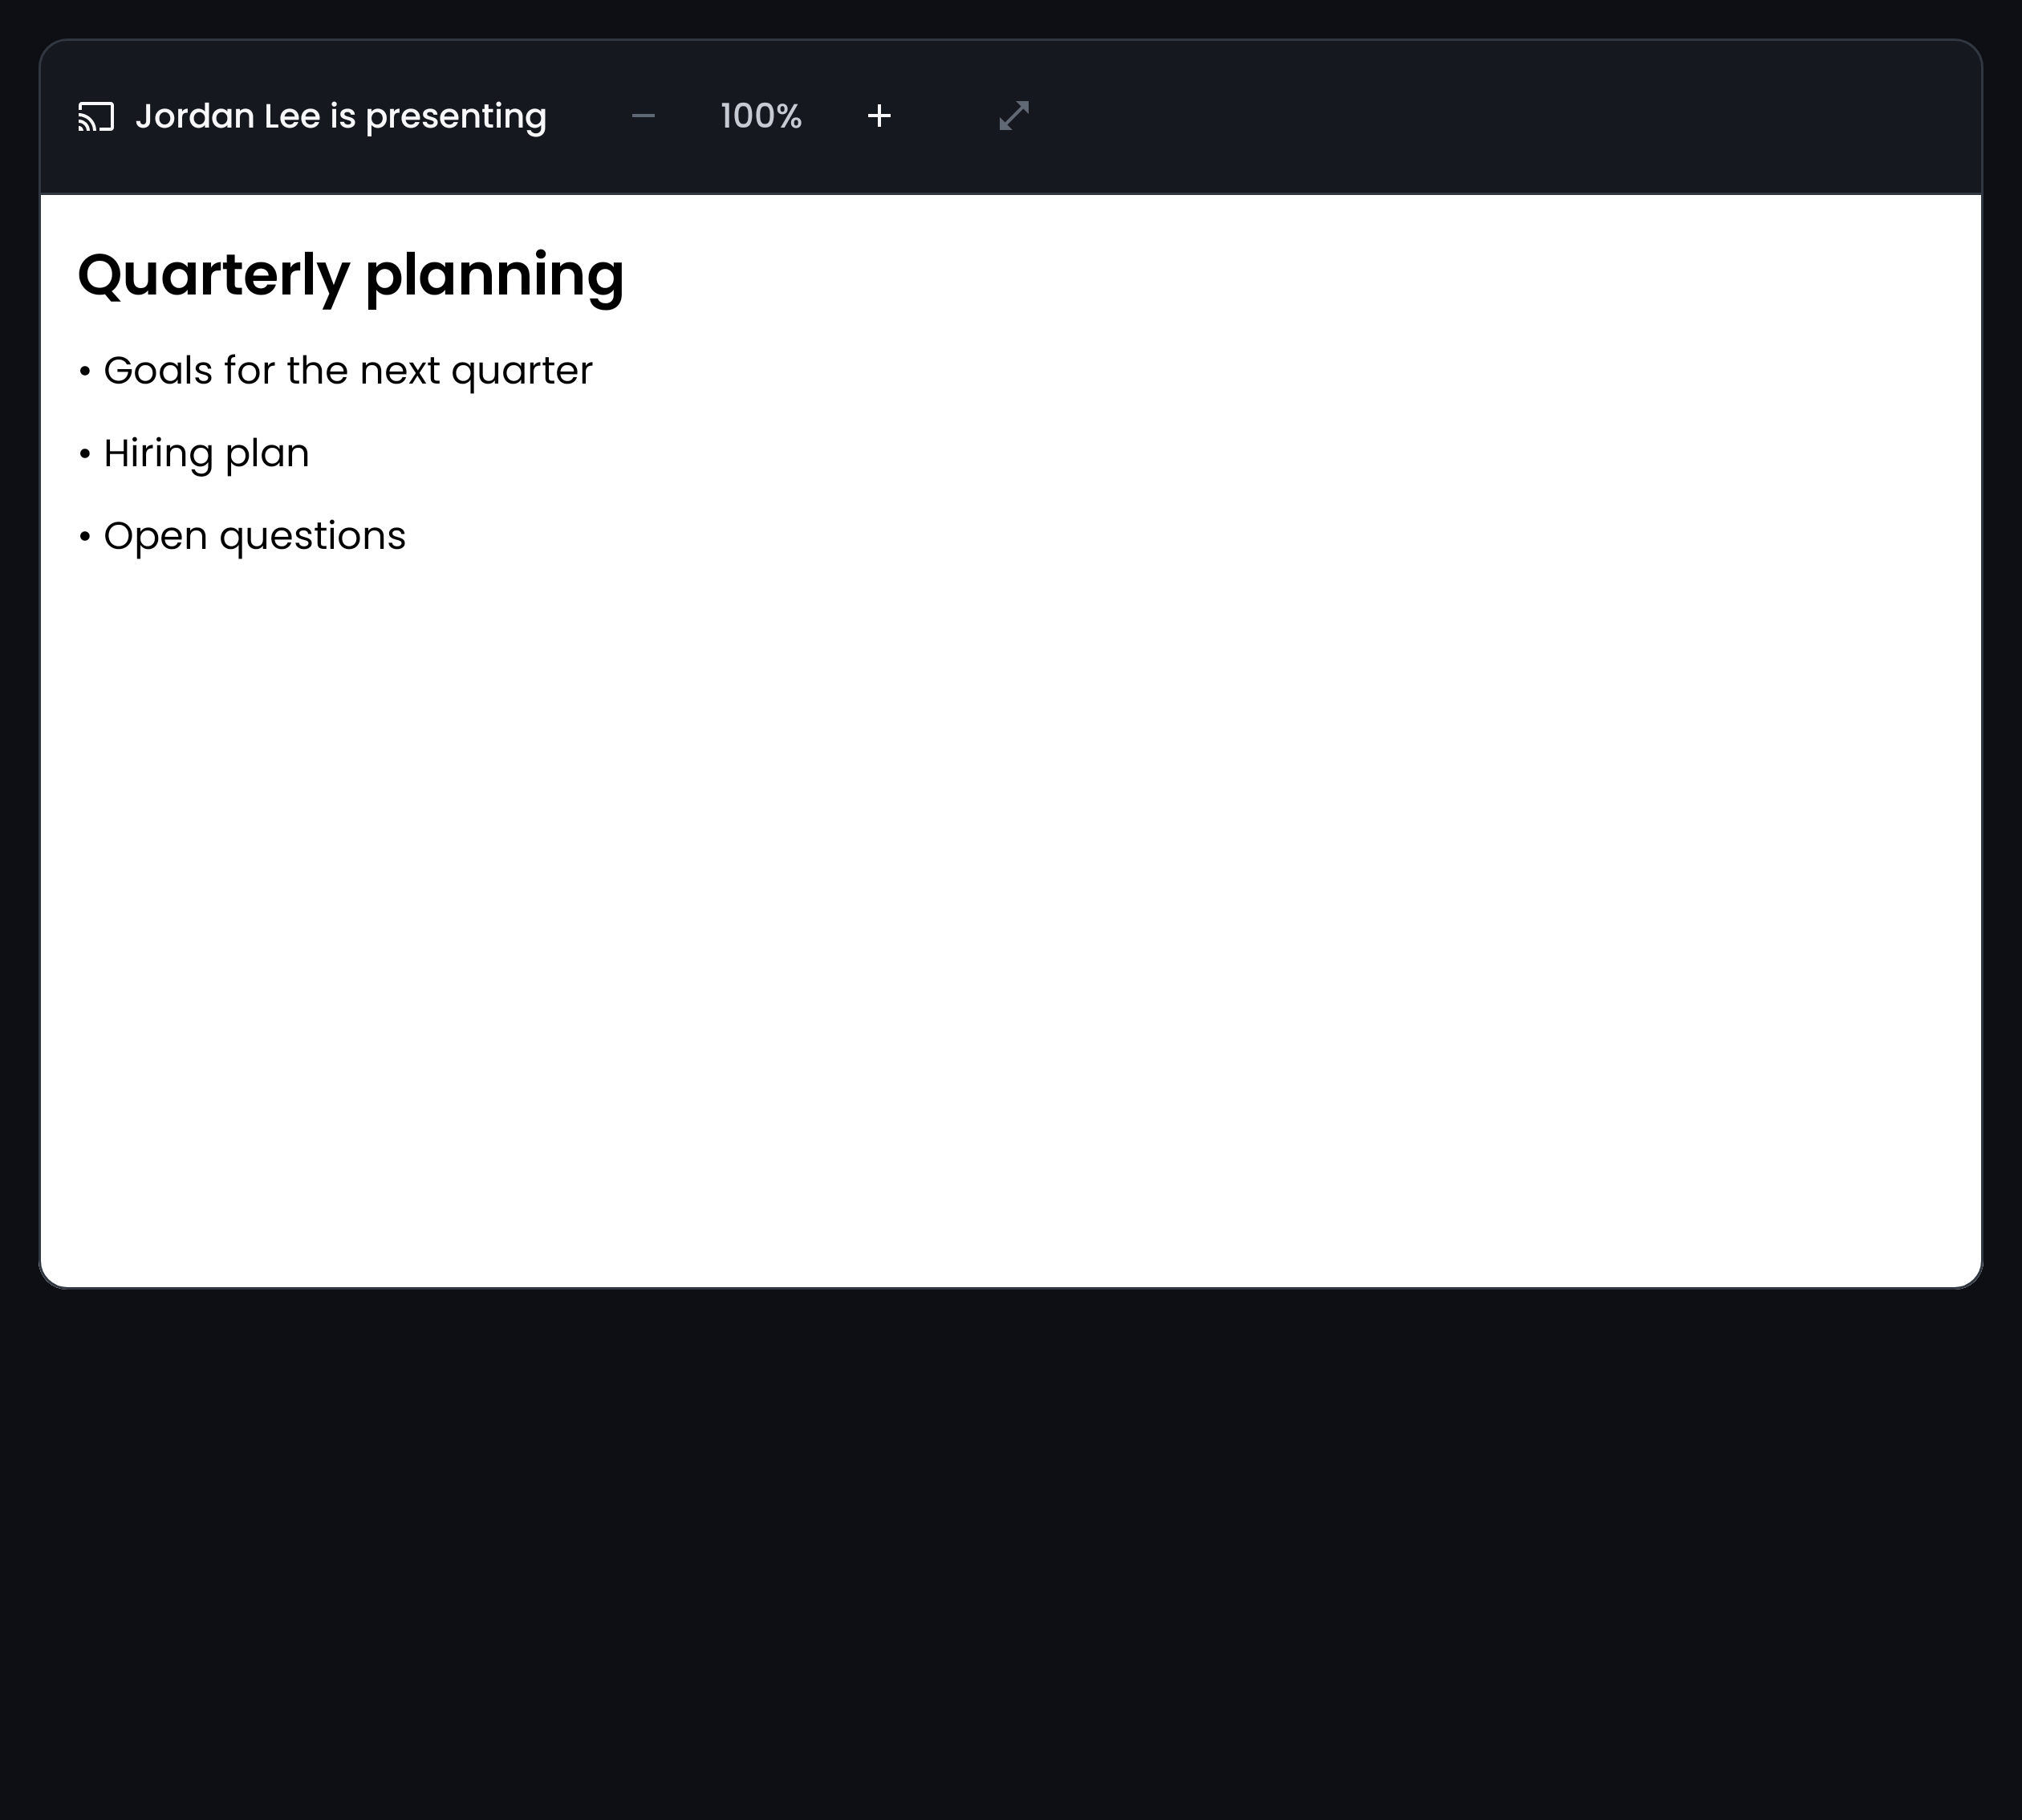 Jordan Lee is presenting
100%
Quarterly planning
• Goals for the next quarter
• Hiring plan
• Open questions